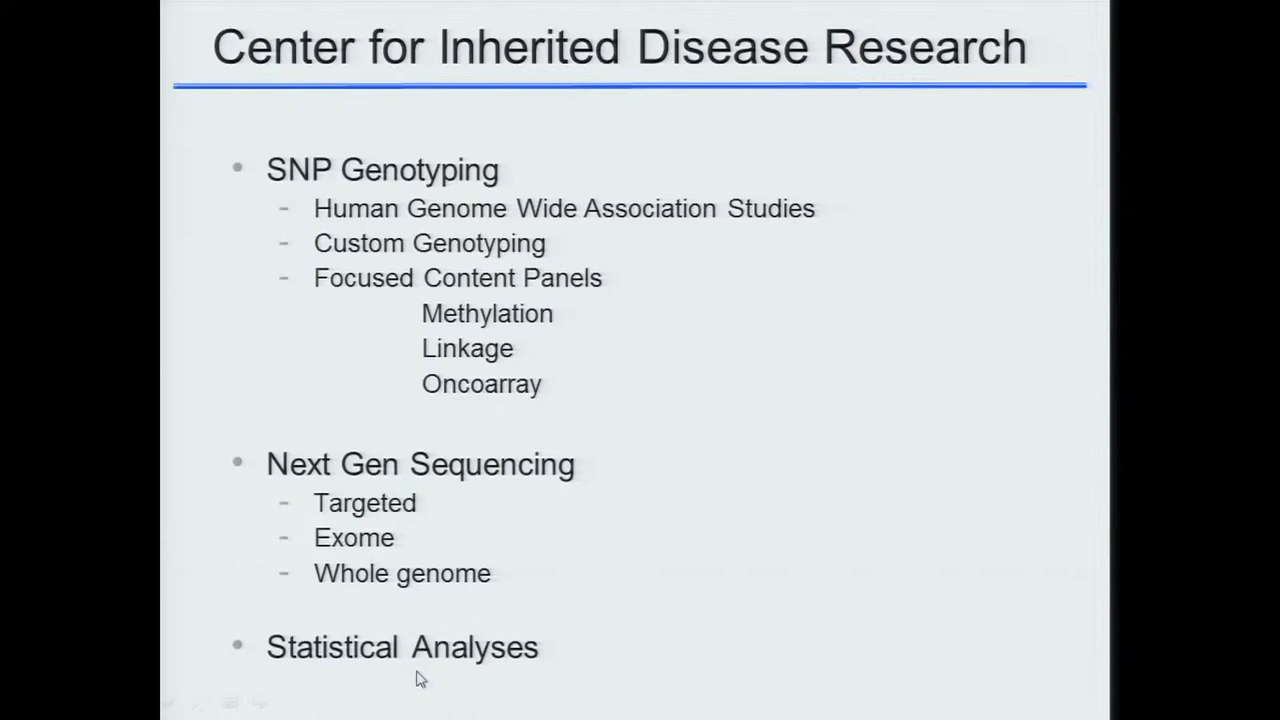 Center for Inherited Disease Research
• SNP Genotyping
- Human Genome Wide Association Studies
- Custom Genotyping
- Focused Content Panels
Methylation
Linkage
Oncoarray
• Next Gen Sequencing
- Targeted
- Exome
- Whole genome
• Statistical Analyses